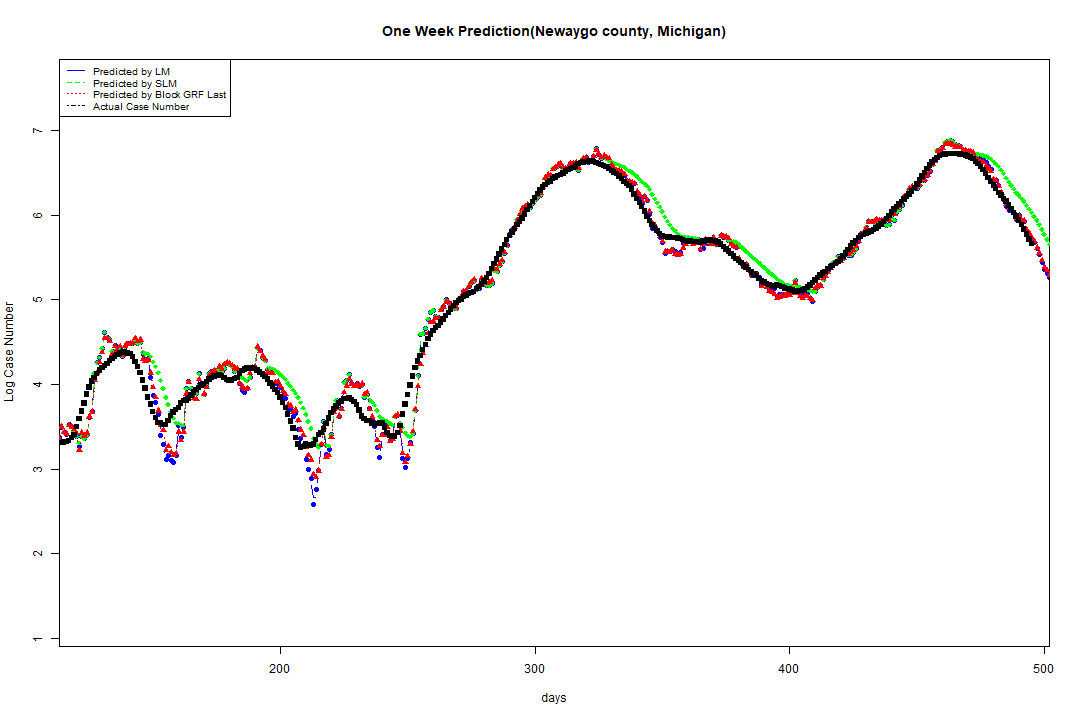 One Week Prediction(Newaygo county, Michigan)
Predicted by LM
Predicted by SLM
Predicted by Block GRF Last
Actual Case Number
7
6
5
4
3
2
1
Log Case Number
200 300 400 500
days